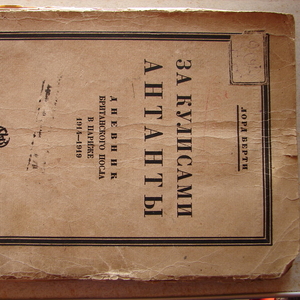 ЛОРД БЕРТИ
ЗА КУЛИСАМИ
АНТАНТЫ
ДНЕВНИК
БРИТАНСКОГО ПОСЛА
В ПАРИЖЕ
1914—1919